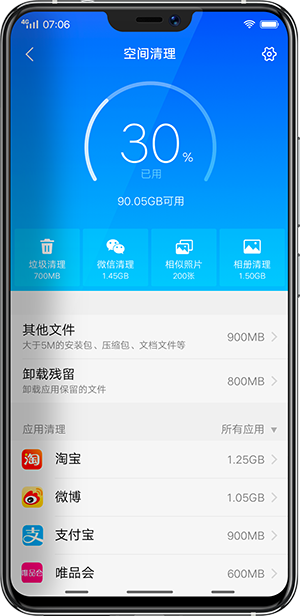 4G 07:06
空间清理
30%
已用
90.05GB可用
垃圾清理 微信清理 相似照片 相册清理
700MB 1.45GB 200张 1.50GB
其他文件 900MB
大于5M的安装包、压缩包、文档文件等
卸载残留 800MB
卸载应用保留的文件
应用清理 所有应用
淘 淘宝 1.25GB
微博 1.05GB
支 支付宝 900MB
唯品会 唯品会 600MB